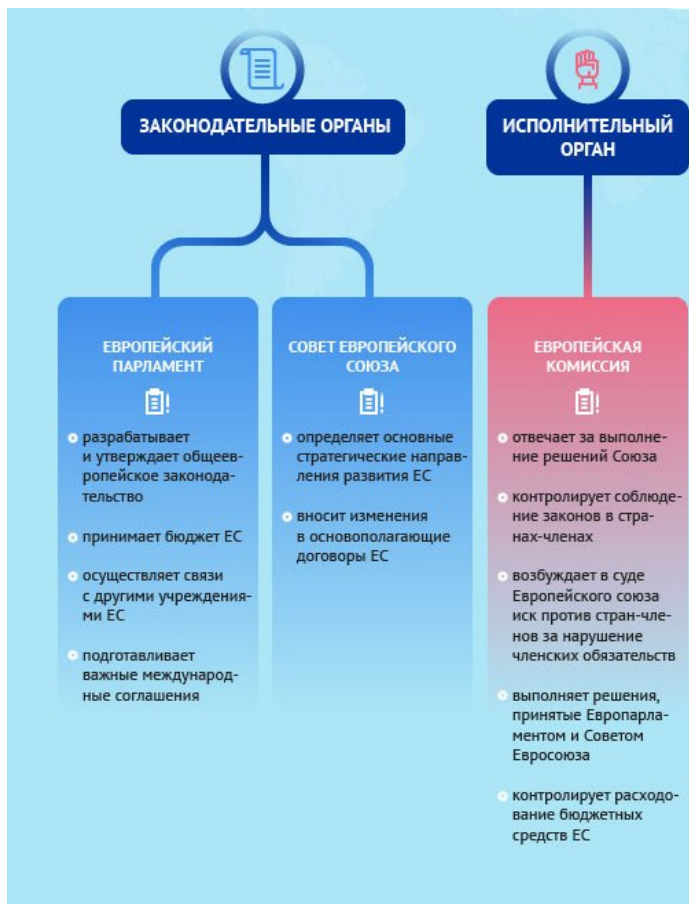 ЗАКОНОДАТЕЛЬНЫЕ ОРГАНЫ
ИСПОЛНИТЕЛЬНЫЙ
ОРГАН
ЕВРОПЕЙСКИЙ
ПАРЛАМЕНТ
разрабатывает
и утверждает общеев-
ропейское законода-
тельство
принимает бюджет ЕС
осуществляет связи
с другими учреждения-
ми ЕС
подготавливает
важные международ-
ные соглашения
СОВЕТ ЕВРОПЕЙСКОГО
СОЮЗА
определяет основные
стратегические направ-
ления развития ЕС
вносит изменения
в основополагающие
договоры ЕС
ЕВРОПЕЙСКАЯ
КОМИССИЯ
отвечает за выполне-
ние решений Союза
контролирует соблюде-
ние законов в стра-
нах-членах
возбуждает в суде
Европейского союза
иск против стран-чле-
нов за нарушение
членских обязательств
выполняет решения,
принятые Европарла-
ментом и Советом
Евросоюза
контролирует расходо-
вание бюджетных
средств ЕС